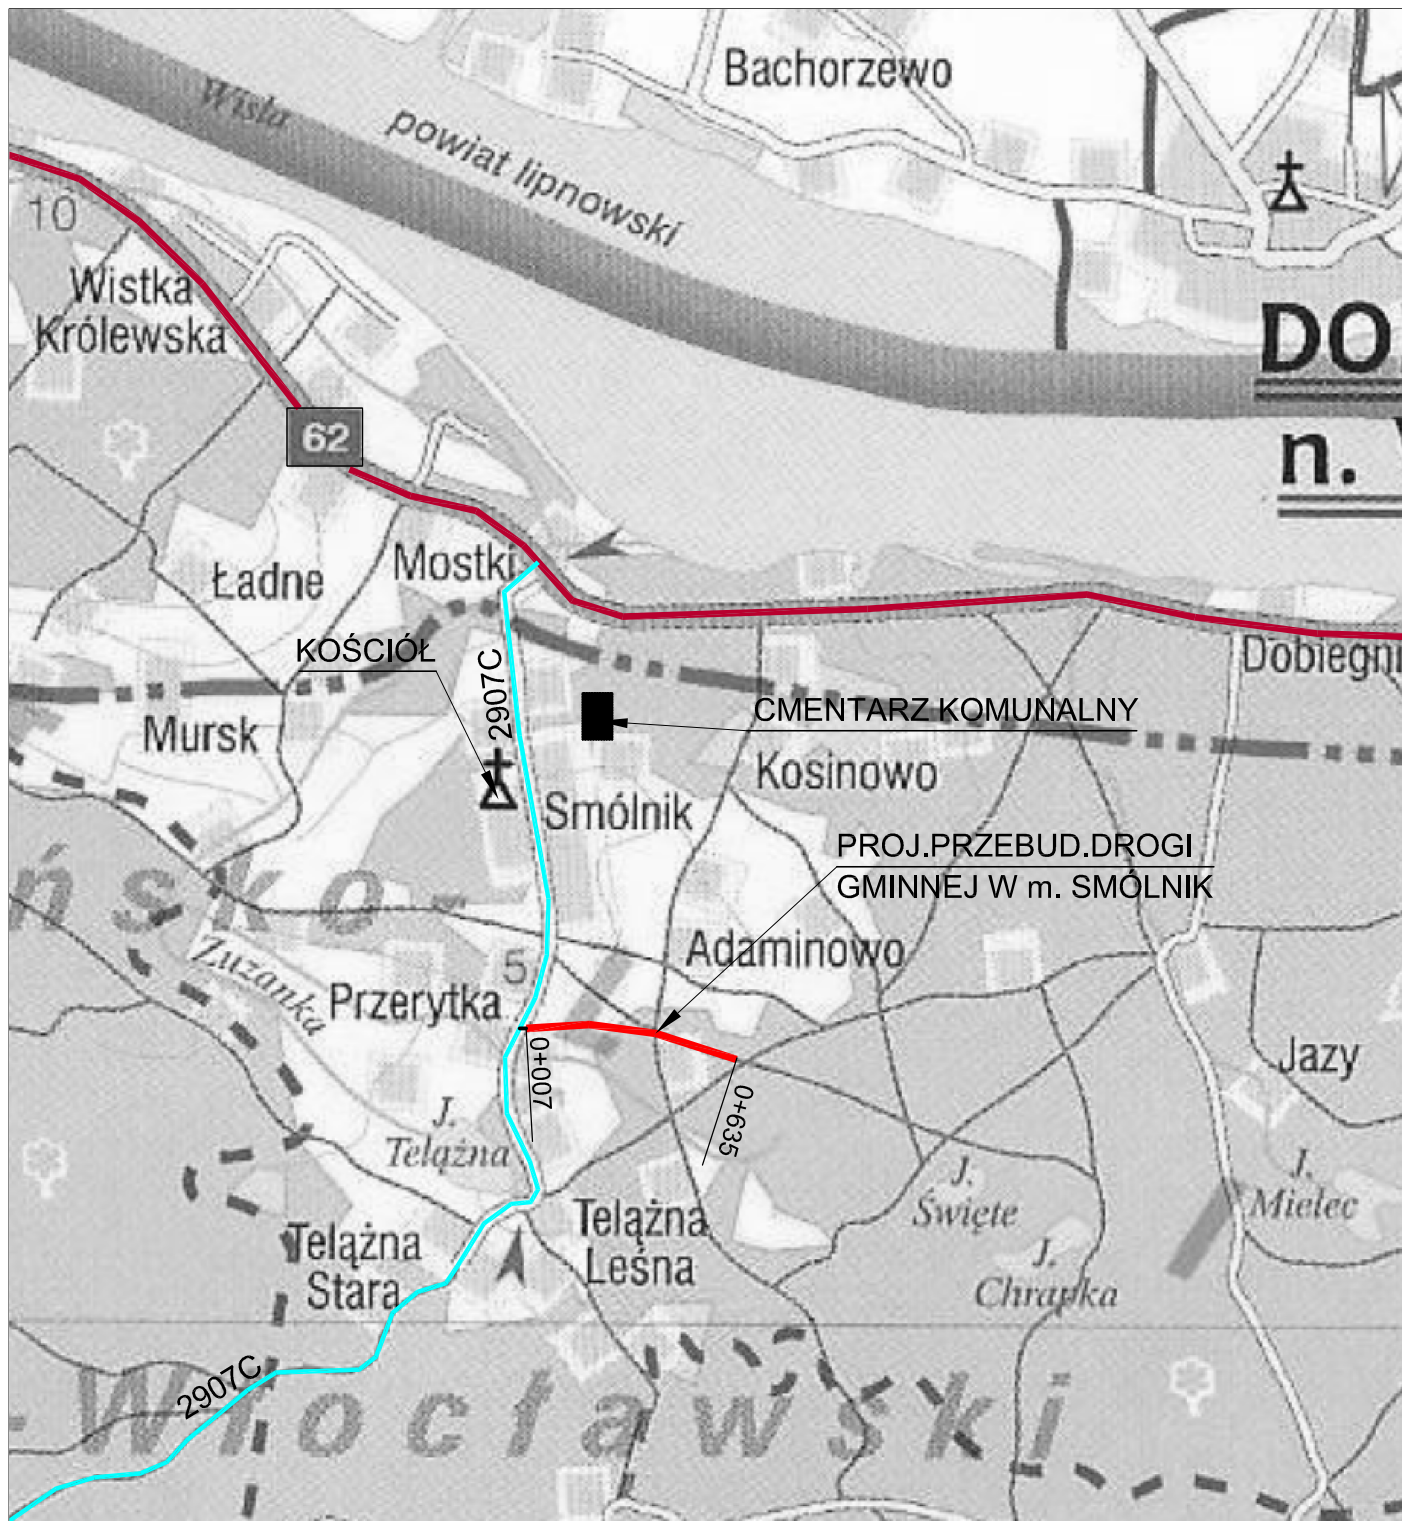 Bachorzewo
Wisła
powiat lipnowski
10
Wistka
Królewska
DO
n.
62
Mostki
Ładne
KOŚCIÓŁ
2907C
Dobiegni
CMENTARZ KOMUNALNY
Mursk
Kosinowo
Smólnik
PROJ.PRZEBUD.DROGI
GMINNEJ W m. SMÓLNIK
ńsko-
Adaminowo
Zuzanka
5
Przerytka
0+007
0+635
Jazy
J.
Telążna
J.
Święte
J.
Mielec
Telążna
Stara
Telążna
Leśna
J.
Chrapka
2907C
-Włocławski